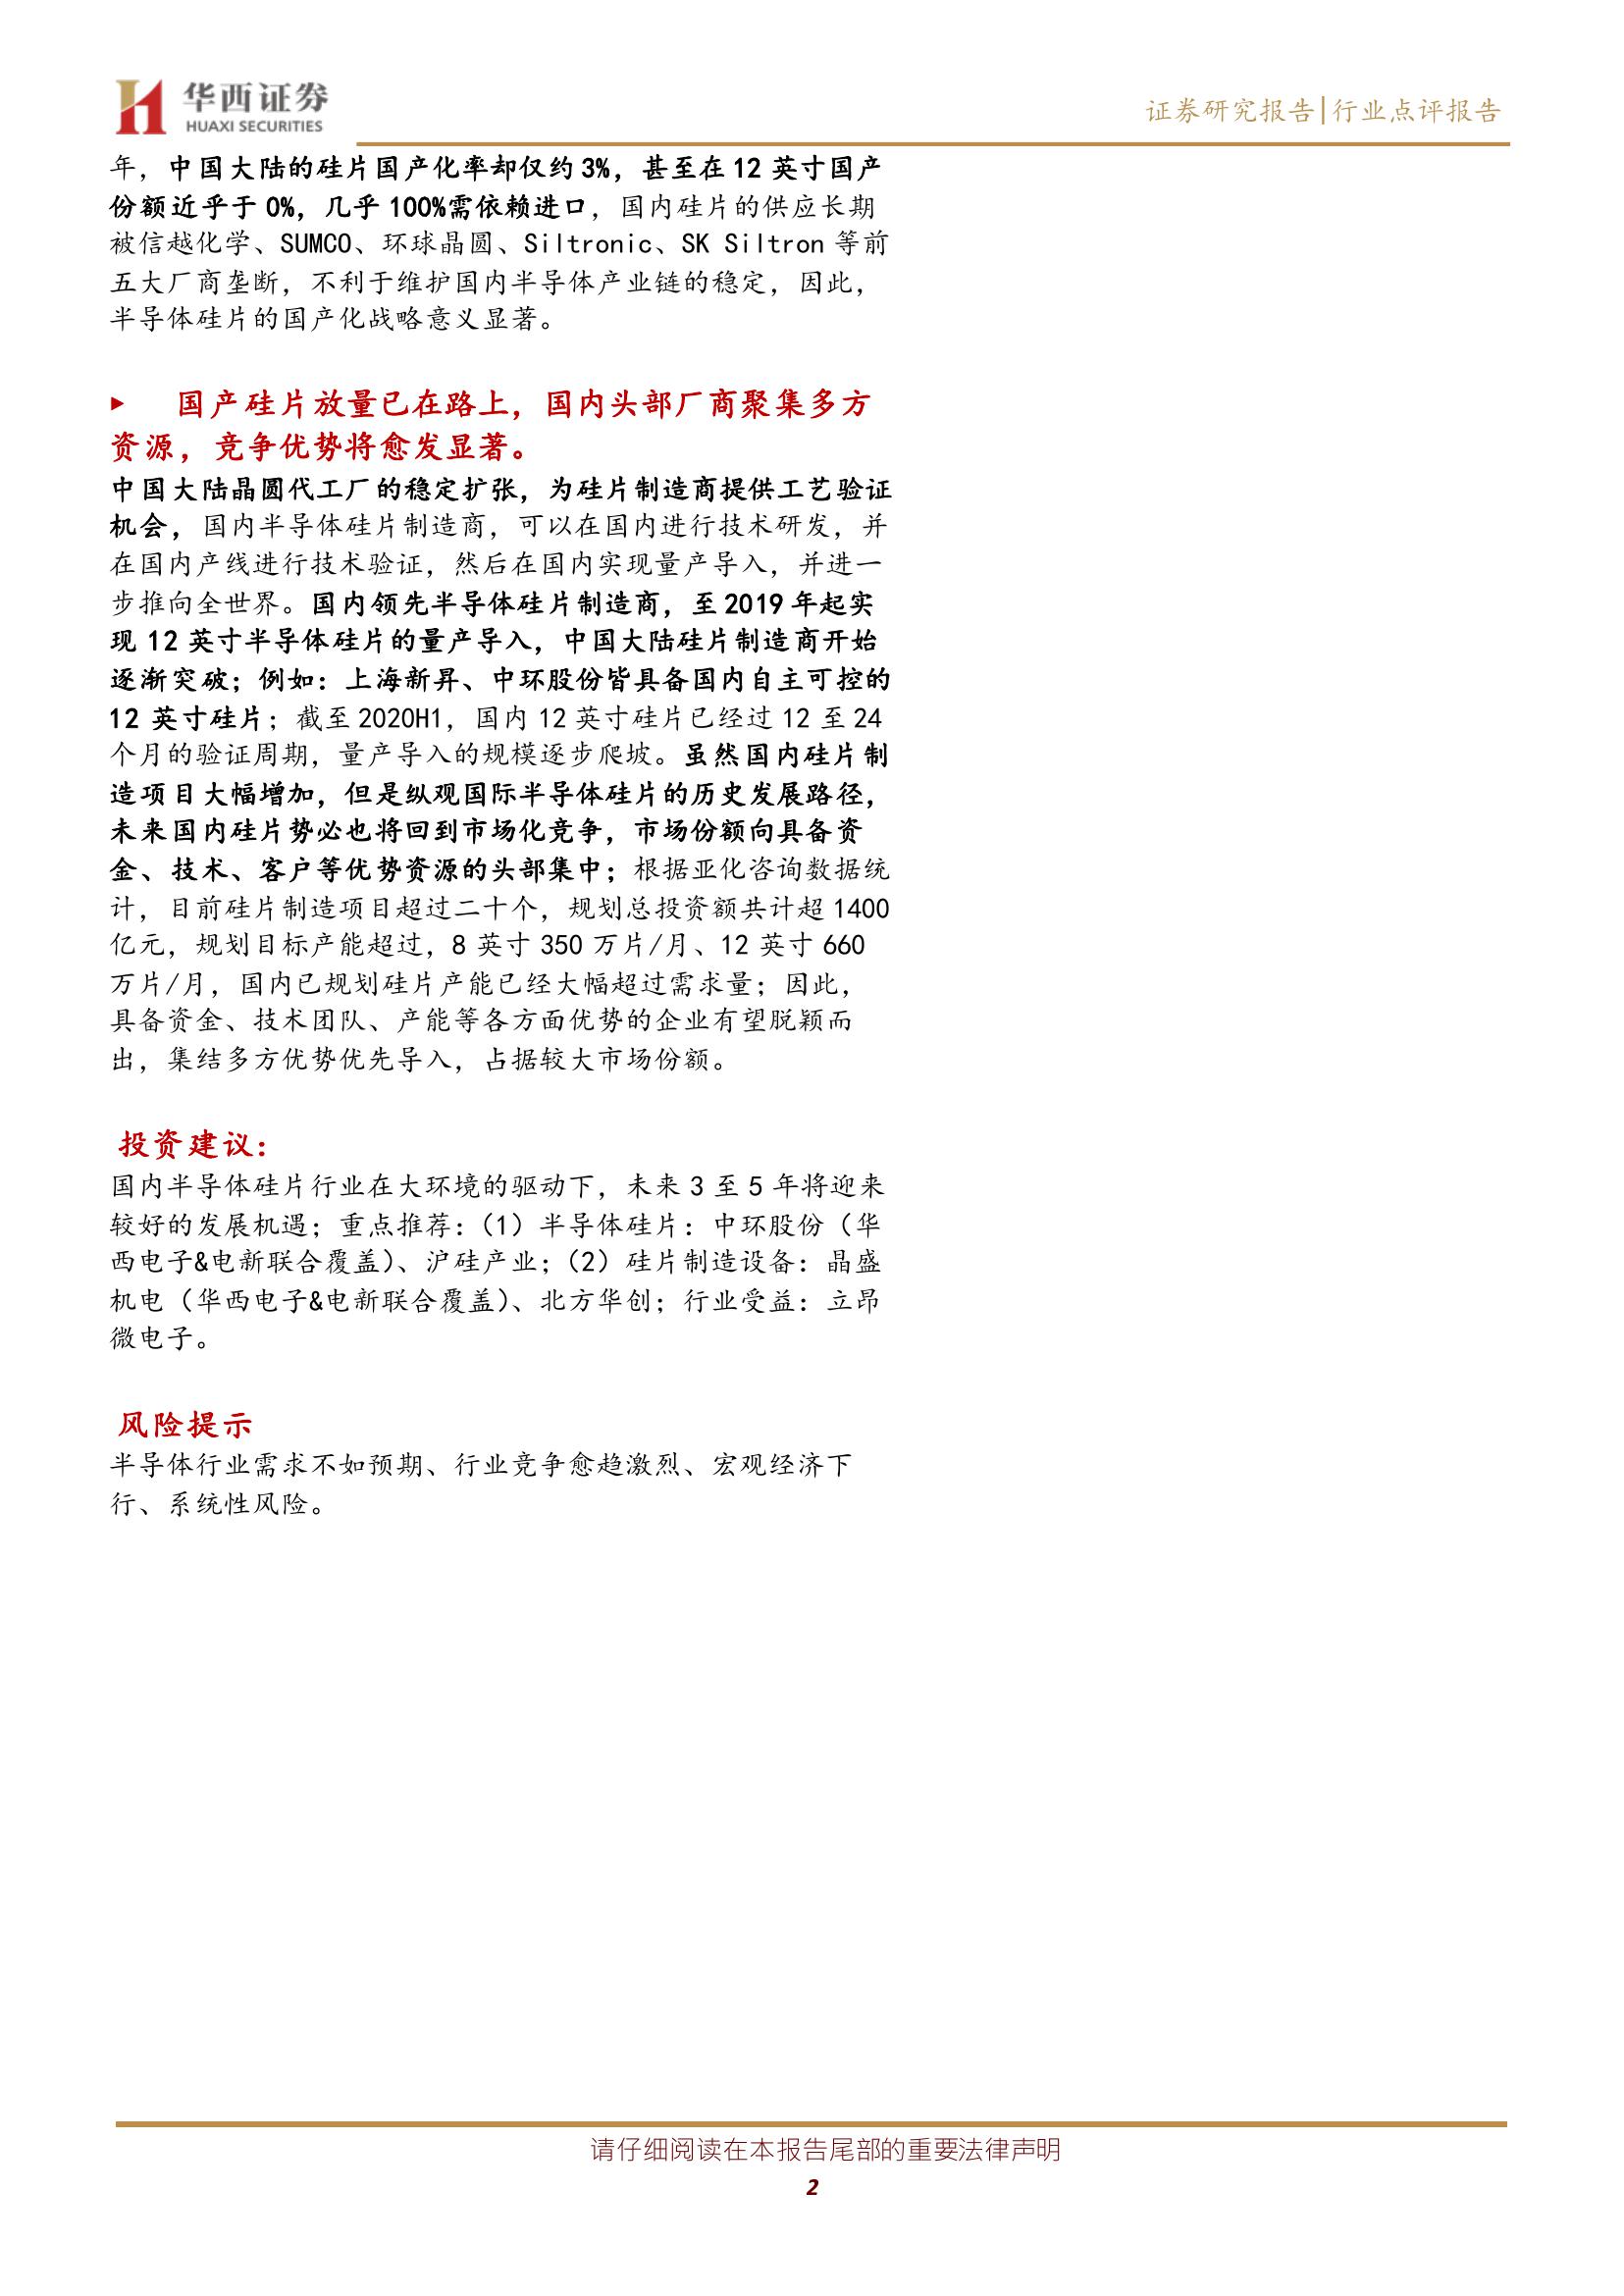 华西证券
HUAXI SECURITIES
证券研究报告|行业点评报告
年，中国大陆的硅片国产化率却仅约 3%，甚至在 12 英寸国产
份额近乎于 0%，几乎 100%需依赖进口，国内硅片的供应长期
被信越化学、SUMCO、环球晶圆、Siltronic、SK Siltron 等前
五大厂商垄断，不利于维护国内半导体产业链的稳定，因此，
半导体硅片的国产化战略意义显著。
▶ 国产硅片放量已在路上，国内头部厂商聚集多方
资源，竞争优势将愈发显著。
中国大陆晶圆代工厂的稳定扩张，为硅片制造商提供工艺验证
机会，国内半导体硅片制造商，可以在国内进行技术研发，并
在国内产线进行技术验证，然后在国内实现量产导入，并进一
步推向全世界。国内领先半导体硅片制造商，至 2019 年起实
现 12 英寸半导体硅片的量产导入，中国大陆硅片制造商开始
逐渐突破；例如：上海新昇、中环股份皆具备国内自主可控的
12 英寸硅片；截至 2020H1，国内 12 英寸硅片已经过 12 至 24
个月的验证周期，量产导入的规模逐步爬坡。虽然国内硅片制
造项目大幅增加，但是纵观国际半导体硅片的历史发展路径，
未来国内硅片势必也将回到市场化竞争，市场份额向具备资
金、技术、客户等优势资源的头部集中；根据亚化咨询数据统
计，目前硅片制造项目超过二十个，规划总投资额共计超 1400
亿元，规划目标产能超过，8 英寸 350 万片/月、12 英寸 660
万片/月，国内已规划硅片产能已经大幅超过需求量；因此，
具备资金、技术团队、产能等各方面优势的企业有望脱颖而
出，集结多方优势优先导入，占据较大市场份额。
投资建议：
国内半导体硅片行业在大环境的驱动下，未来 3 至 5 年将迎来
较好的发展机遇；重点推荐：（1）半导体硅片：中环股份（华
西电子&电新联合覆盖）、沪硅产业；（2）硅片制造设备：晶盛
机电（华西电子&电新联合覆盖）、北方华创；行业受益：立昂
微电子。
风险提示
半导体行业需求不如预期、行业竞争愈趋激烈、宏观经济下
行、系统性风险。
请仔细阅读在本报告尾部的重要法律声明
2